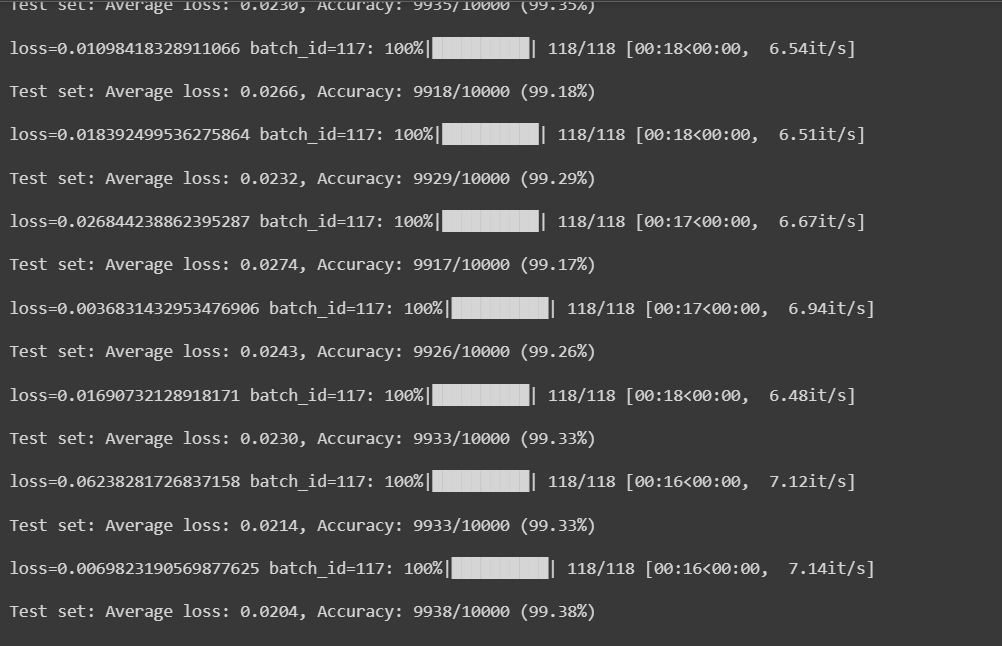 Test set: Average loss: 0.0230, Accuracy: 9935/10000 (99.35%)
loss=0.01098418328911066 batch_id=117: 100%|██████████| 118/118 [00:18<00:00,  6.54it/s]
Test set: Average loss: 0.0266, Accuracy: 9918/10000 (99.18%)
loss=0.018392499536275864 batch_id=117: 100%|██████████| 118/118 [00:18<00:00,  6.51it/s]
Test set: Average loss: 0.0232, Accuracy: 9929/10000 (99.29%)
loss=0.026844238862395287 batch_id=117: 100%|██████████| 118/118 [00:17<00:00,  6.67it/s]
Test set: Average loss: 0.0274, Accuracy: 9917/10000 (99.17%)
loss=0.0036831432953476906 batch_id=117: 100%|██████████| 118/118 [00:17<00:00,  6.94it/s]
Test set: Average loss: 0.0243, Accuracy: 9926/10000 (99.26%)
loss=0.01690732128918171 batch_id=117: 100%|██████████| 118/118 [00:18<00:00,  6.48it/s]
Test set: Average loss: 0.0230, Accuracy: 9933/10000 (99.33%)
loss=0.06238281726837158 batch_id=117: 100%|██████████| 118/118 [00:16<00:00,  7.12it/s]
Test set: Average loss: 0.0214, Accuracy: 9933/10000 (99.33%)
loss=0.0069823190569877625 batch_id=117: 100%|██████████| 118/118 [00:16<00:00,  7.14it/s]
Test set: Average loss: 0.0204, Accuracy: 9938/10000 (99.38%)